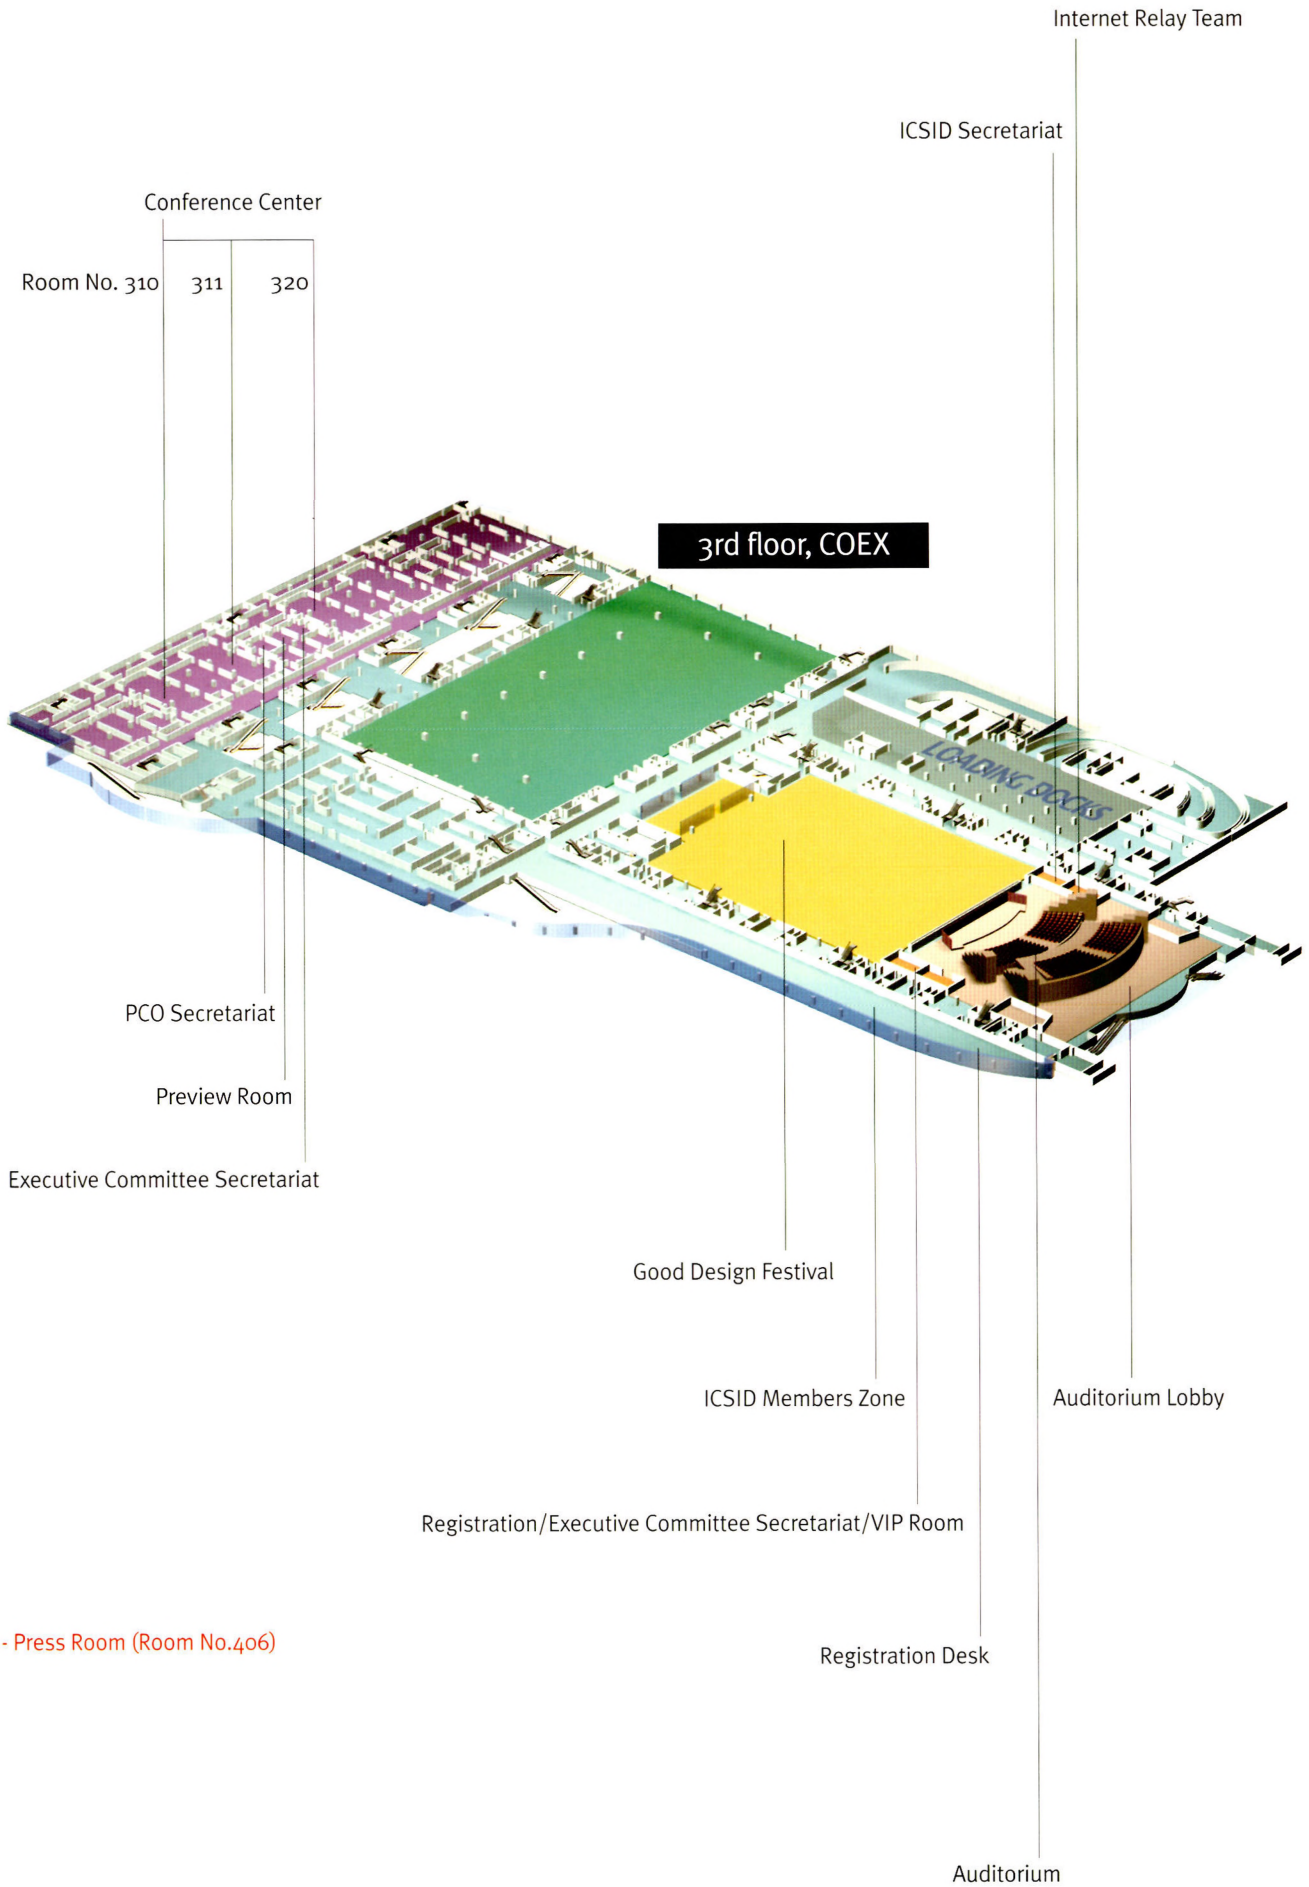 Internet Relay Team
ICSID Secretariat
Conference Center
Room No. 310 311 320
3rd floor, COEX
LOADING DOCKS
PCO Secretariat
Preview Room
Executive Committee Secretariat
Good Design Festival
ICSID Members Zone
Auditorium Lobby
Registration/Executive Committee Secretariat/VIP Room
- Press Room (Room No.406)
Registration Desk
Auditorium